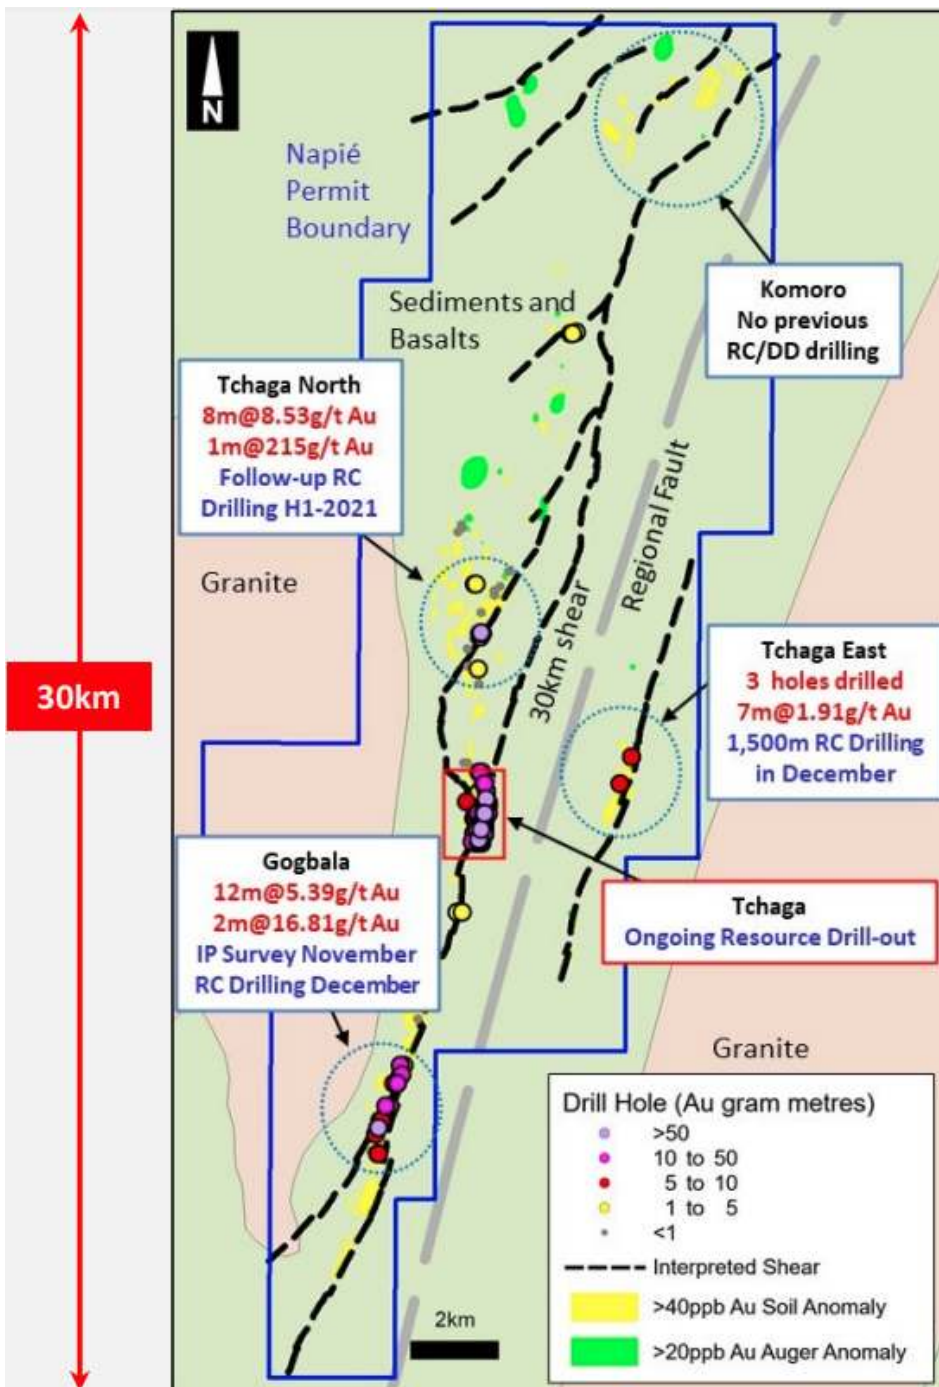 N
Napié
Permit
Boundary
Komoro
No previous
RC/DD drilling
Sediments and
Basalts
Tchaga North
8m@8.53g/t Au
1m@215g/t Au
Follow-up RC
Drilling H1-2021
Granite
Regional Fault
30km shear
30km
Tchaga East
3 holes drilled
7m@1.91g/t Au
1,500m RC Drilling
in December
Gogbala
12m@5.39g/t Au
2m@16.81g/t Au
IP Survey November
RC Drilling December
Tchaga
Ongoing Resource Drill-out
Granite
Drill Hole (Au gram metres)
>50
10 to 50
5 to 10
1 to 5
<1
Interpreted Shear
>40ppb Au Soil Anomaly
>20ppb Au Auger Anomaly
2km